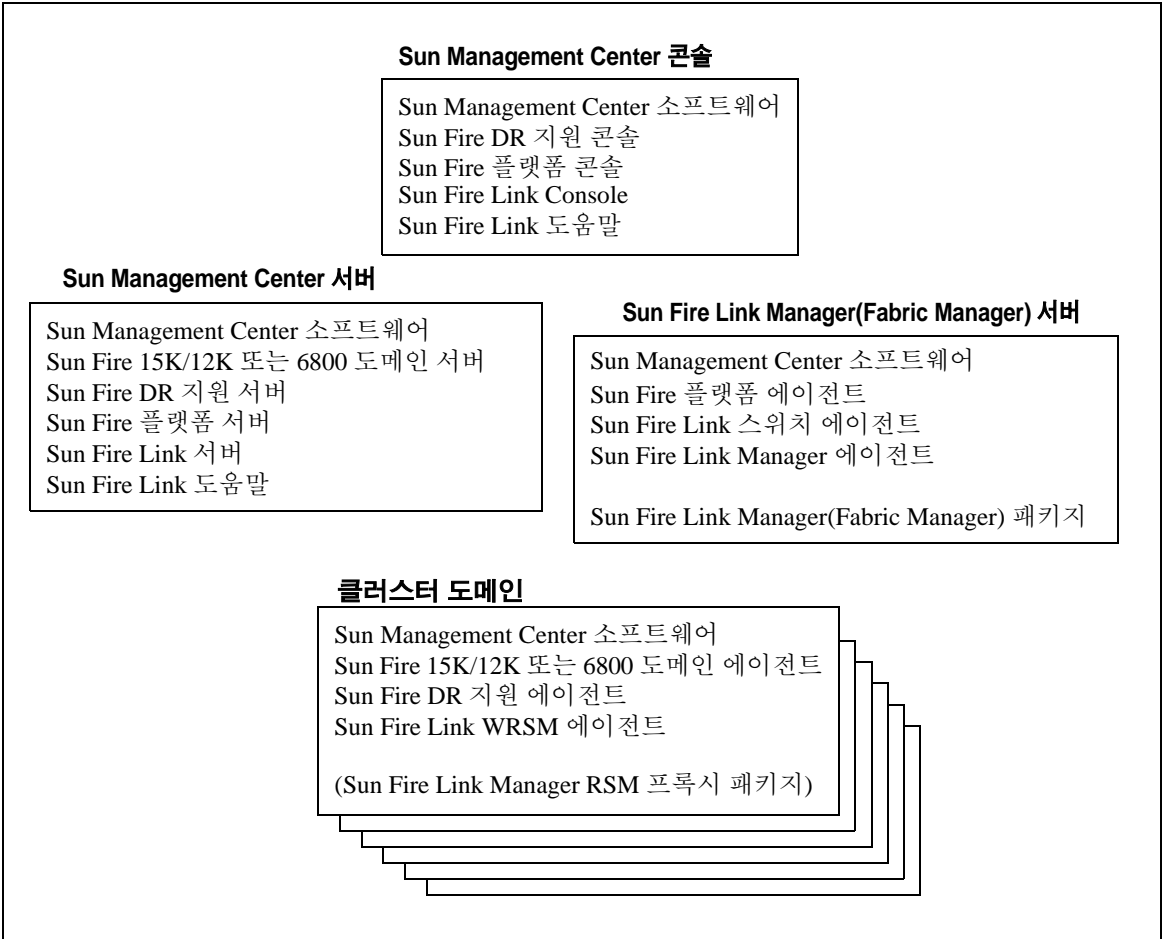 Sun Management Center 콘솔
Sun Management Center 소프트웨어
Sun Fire DR 지원 콘솔
Sun Fire 플랫폼 콘솔
Sun Fire Link Console
Sun Fire Link 도움말
Sun Management Center 서버
Sun Management Center 소프트웨어
Sun Fire 15K/12K 또는 6800 도메인 서버
Sun Fire DR 지원 서버
Sun Fire 플랫폼 서버
Sun Fire Link 서버
Sun Fire Link 도움말
Sun Fire Link Manager(Fabric Manager) 서버
Sun Management Center 소프트웨어
Sun Fire 플랫폼 에이전트
Sun Fire Link 스위치 에이전트
Sun Fire Link Manager 에이전트
Sun Fire Link Manager(Fabric Manager) 패키지
클러스터 도메인
Sun Management Center 소프트웨어
Sun Fire 15K/12K 또는 6800 도메인 에이전트
Sun Fire DR 지원 에이전트
Sun Fire Link WRSM 에이전트
(Sun Fire Link Manager RSM 프록시 패키지)